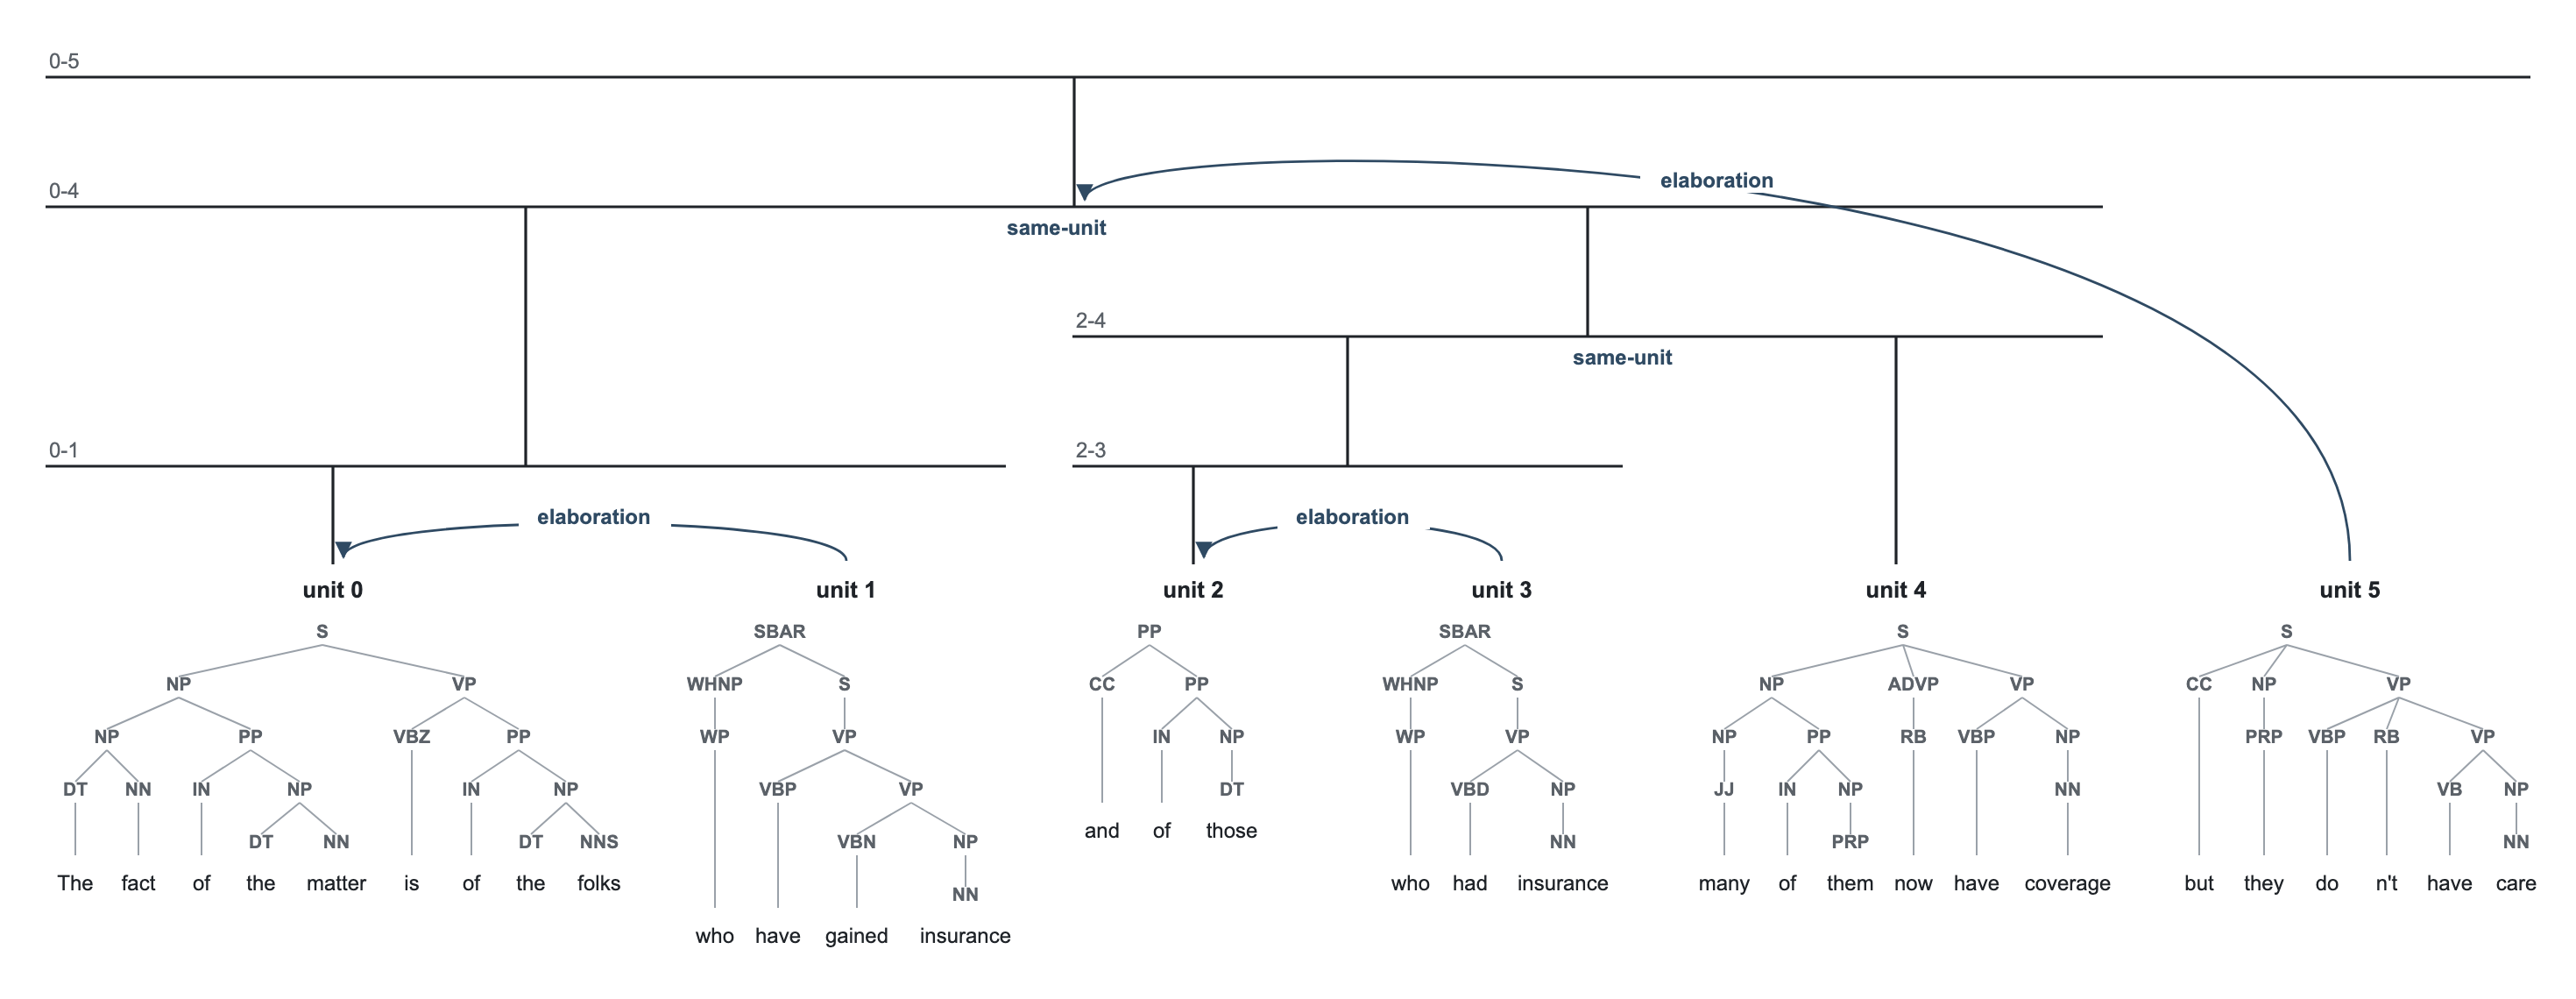 0-5
elaboration
0-4
same-unit
2-4
same-unit
0-1 2-3
elaboration elaboration
unit 0 unit 1 unit 2 unit 3 unit 4 unit 5
S SBAR PP SBAR S S
NP VP WHNP S CC PP WHNP S NP ADVP VP CC NP VP
NP PP VBZ PP WP VP IN NP WP VP NP PP RB VBP NP PRP VBP RB VP
DT NN IN NP IN NP VBP VP DT VBD NP JJ IN NP NN VB NP
and of those
DT NN DT NNS VBN NP NN PRP NN
The fact of the matter is of the folks NN who had insurance many of them now have coverage but they do n't have care
who have gained insurance